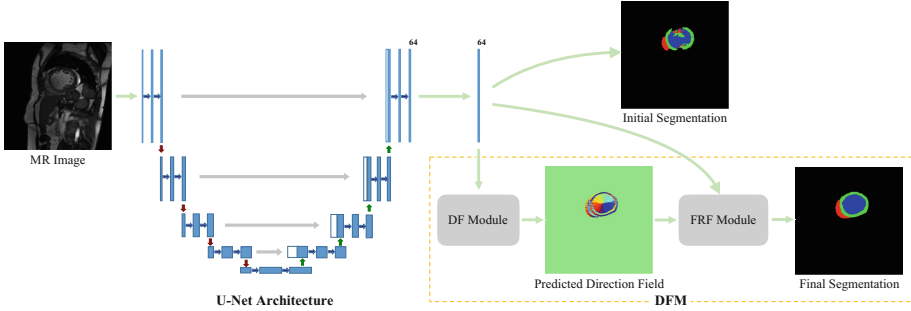 64
64
MR Image
Initial Segmentation
DF Module
FRF Module
Predicted Direction Field
Final Segmentation
U-Net Architecture
DFM